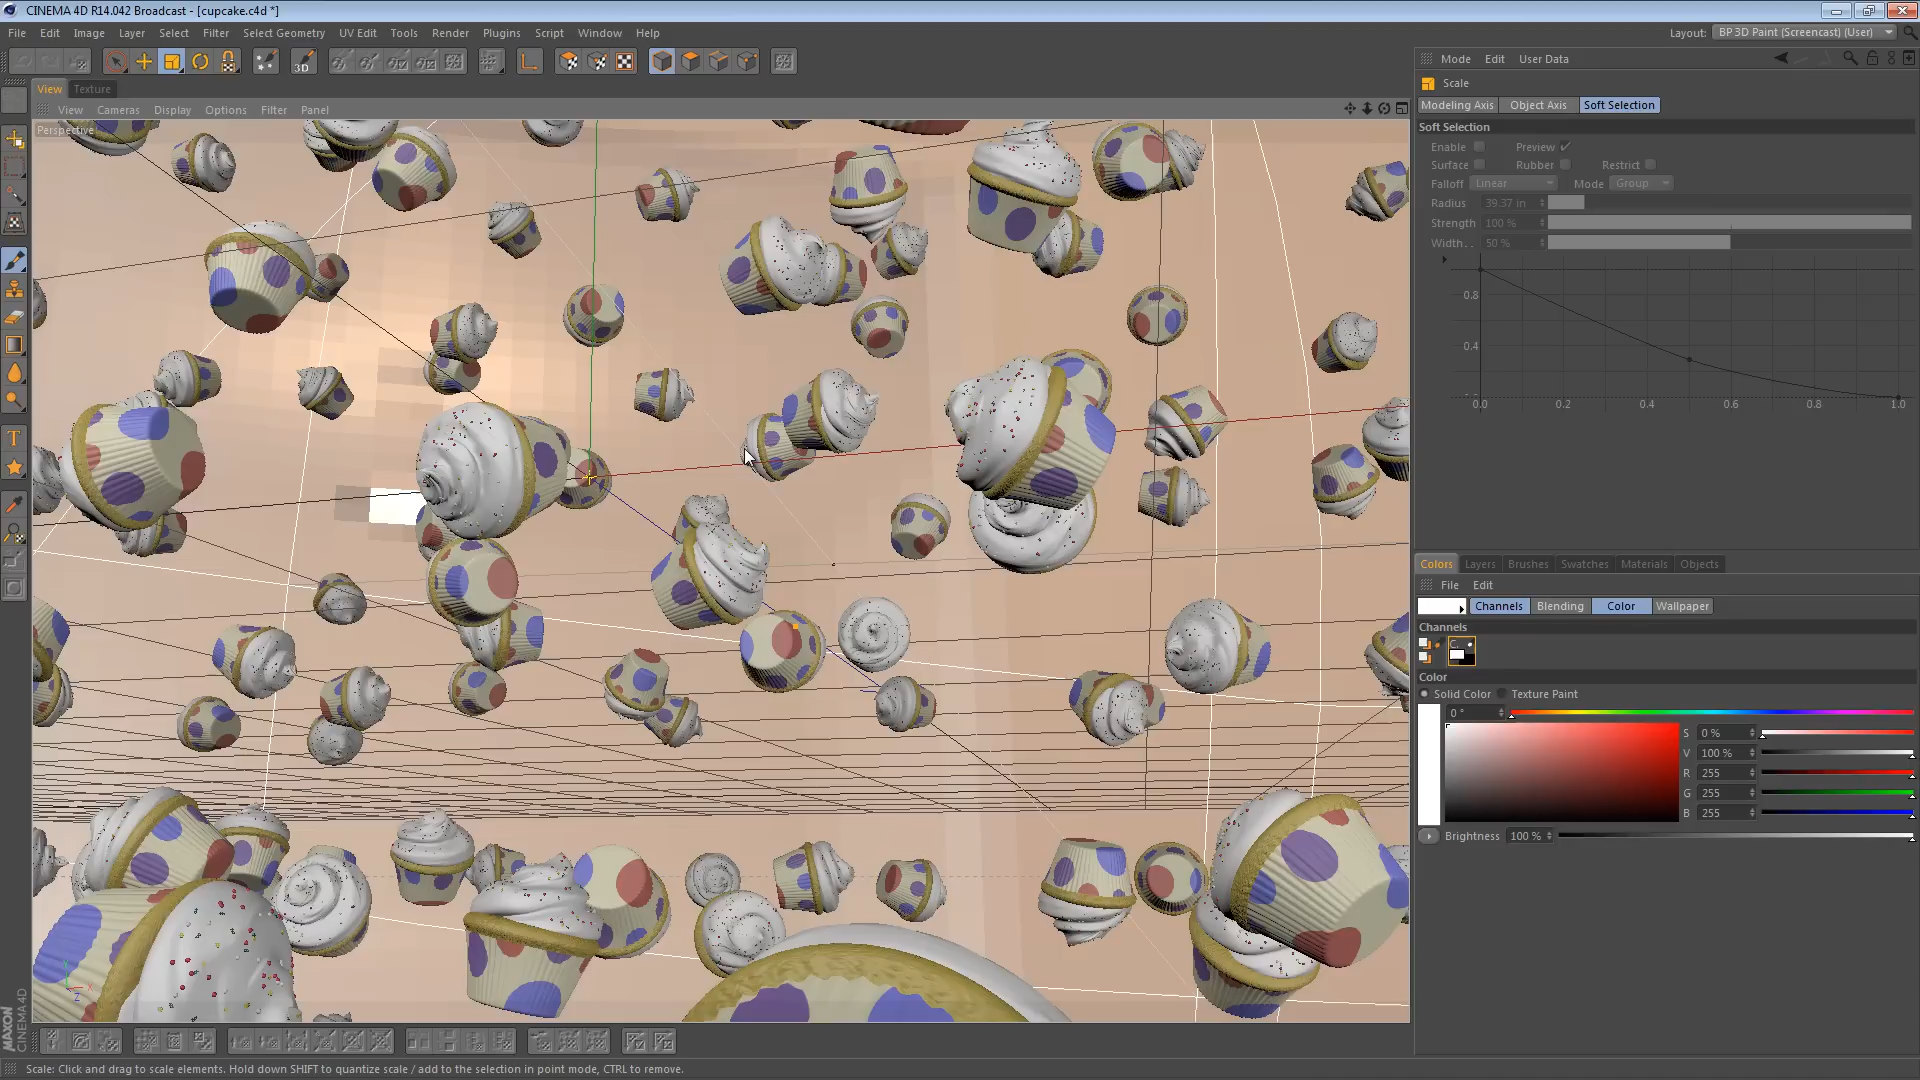 CINEMA 4D R14.042 Broadcast - [cupcake.c4d *]
File Edit Image Layer Select Filter Select Geometry UV Edit Tools Render Plugins Script Window Help
Layout: BP 3D Paint (Screencast) (User)
3D
View Texture
View Cameras Display Options Filter Panel
Perspective
Mode Edit User Data
Scale
Modeling Axis Object Axis Soft Selection
Soft Selection
Enable Preview
Surface Rubber Restrict
Falloff Linear Mode Group
Radius 39.37 in
Strength 100 %
Width.. 50 %
0.8
0.4
0.0 0.2 0.4 0.6 0.8 1.0
Colors Layers Brushes Swatches Materials Objects
File Edit
Channels Blending Color Wallpaper
Channels
Color
Solid Color Texture Paint
0 °
S 0 %
V 100 %
R 255
G 255
B 255
Brightness 100 %
Y
X
Z
MAXON
CINEMA 4D
Scale: Click and drag to scale elements. Hold down SHIFT to quantize scale / add to the selection in point mode, CTRL to remove.